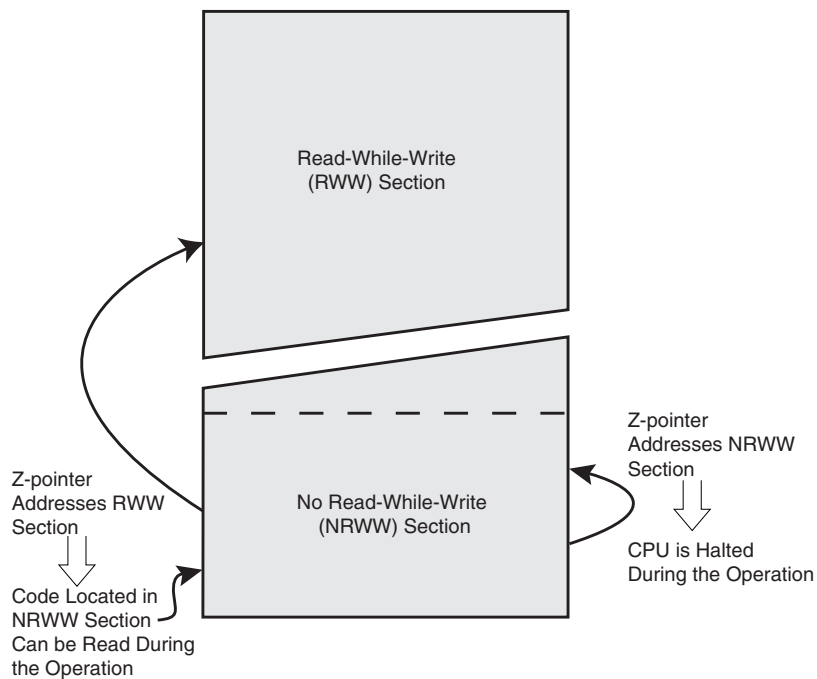 Read-While-Write
(RWW) Section
Z-pointer
Addresses NRWW
Section
No Read-While-Write
(NRWW) Section
CPU is Halted
During the Operation
Z-pointer
Addresses RWW
Section
Code Located in
NRWW Section
Can be Read During
the Operation